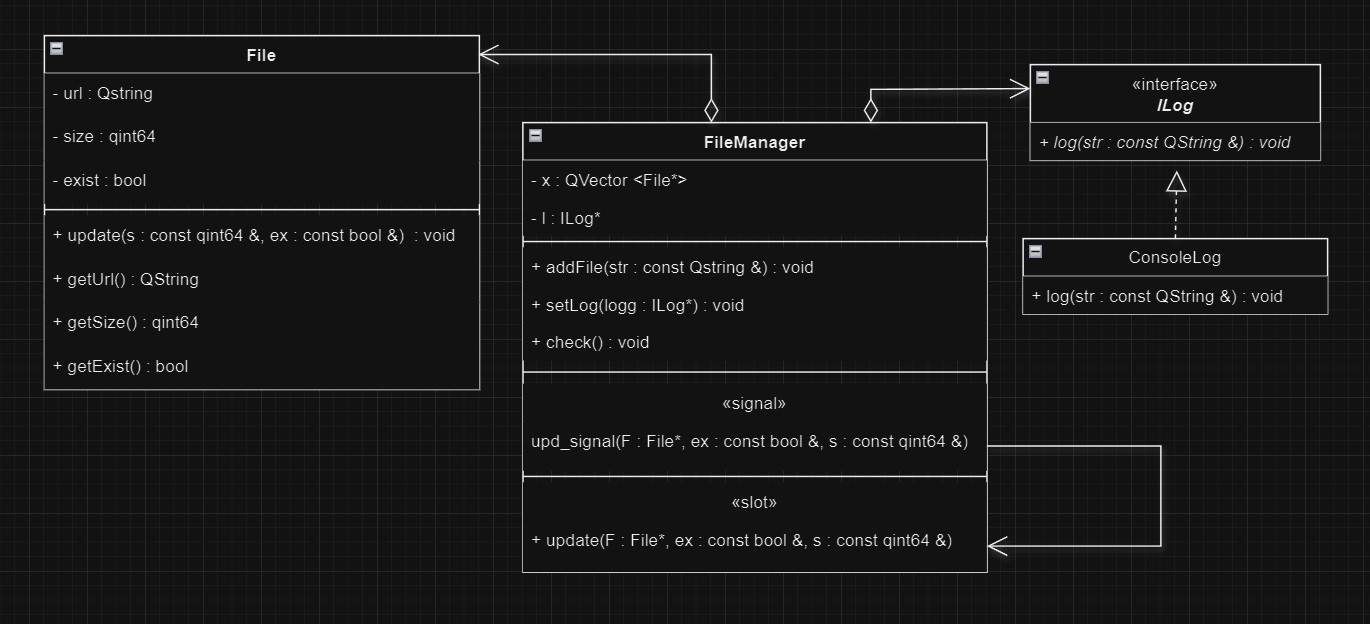 File
- url : Qstring
- size : qint64
- exist : bool
+ update(s : const qint64 &, ex : const bool &)  : void
+ getUrl() : QString
+ getSize() : qint64
+ getExist() : bool
FileManager
- x : QVector <File*>
- l : ILog*
+ addFile(str : const Qstring &) : void
+ setLog(logg : ILog*) : void
+ check() : void
«signal»
upd_signal(F : File*, ex : const bool &, s : const qint64 &)
«slot»
+ update(F : File*, ex : const bool &, s : const qint64 &)
«interface»
ILog
+ log(str : const QString &) : void
ConsoleLog
+ log(str : const QString &) : void